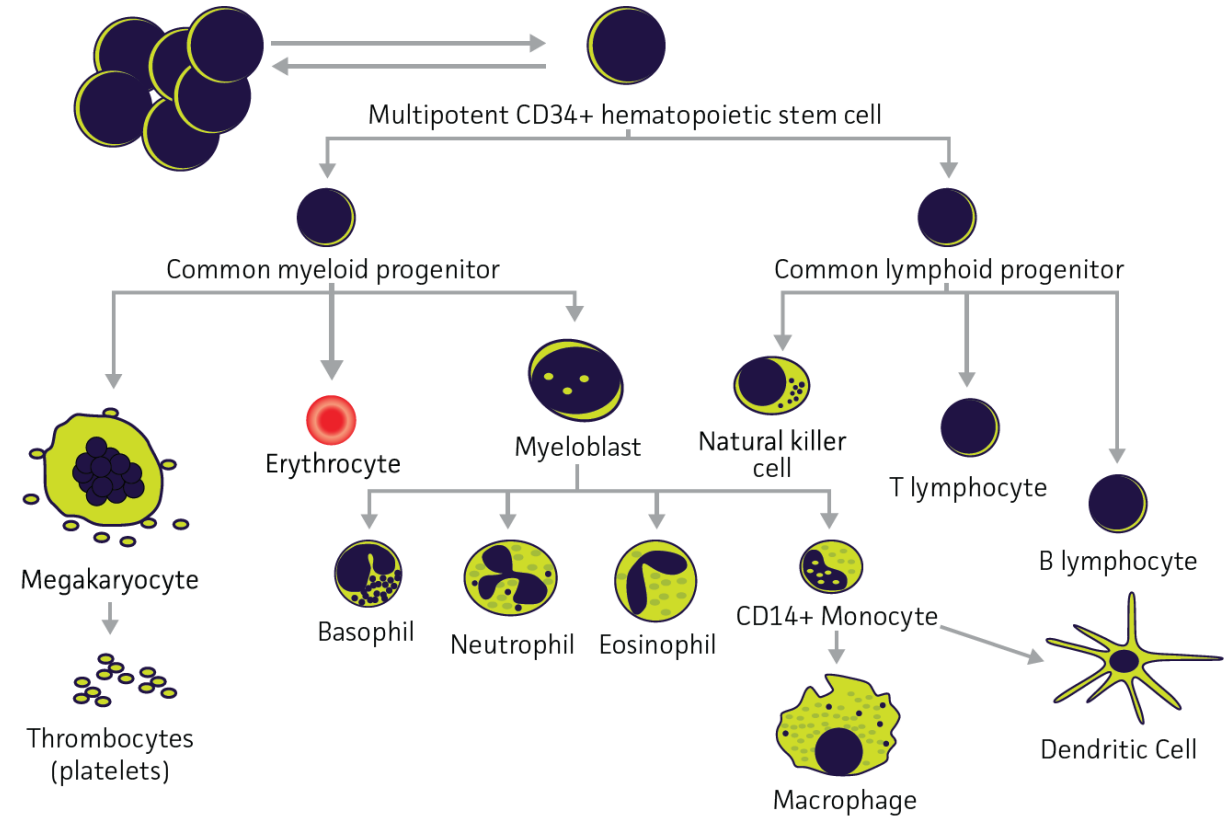 Multipotent CD34+ hematopoietic stem cell
Common myeloid progenitor
Common lymphoid progenitor
Megakaryocyte
Thrombocytes
(platelets)
Erythrocyte
Myeloblast
Basophil
Neutrophil
Eosinophil
CD14+ Monocyte
Macrophage
Dendritic Cell
Natural killer
cell
T lymphocyte
B lymphocyte